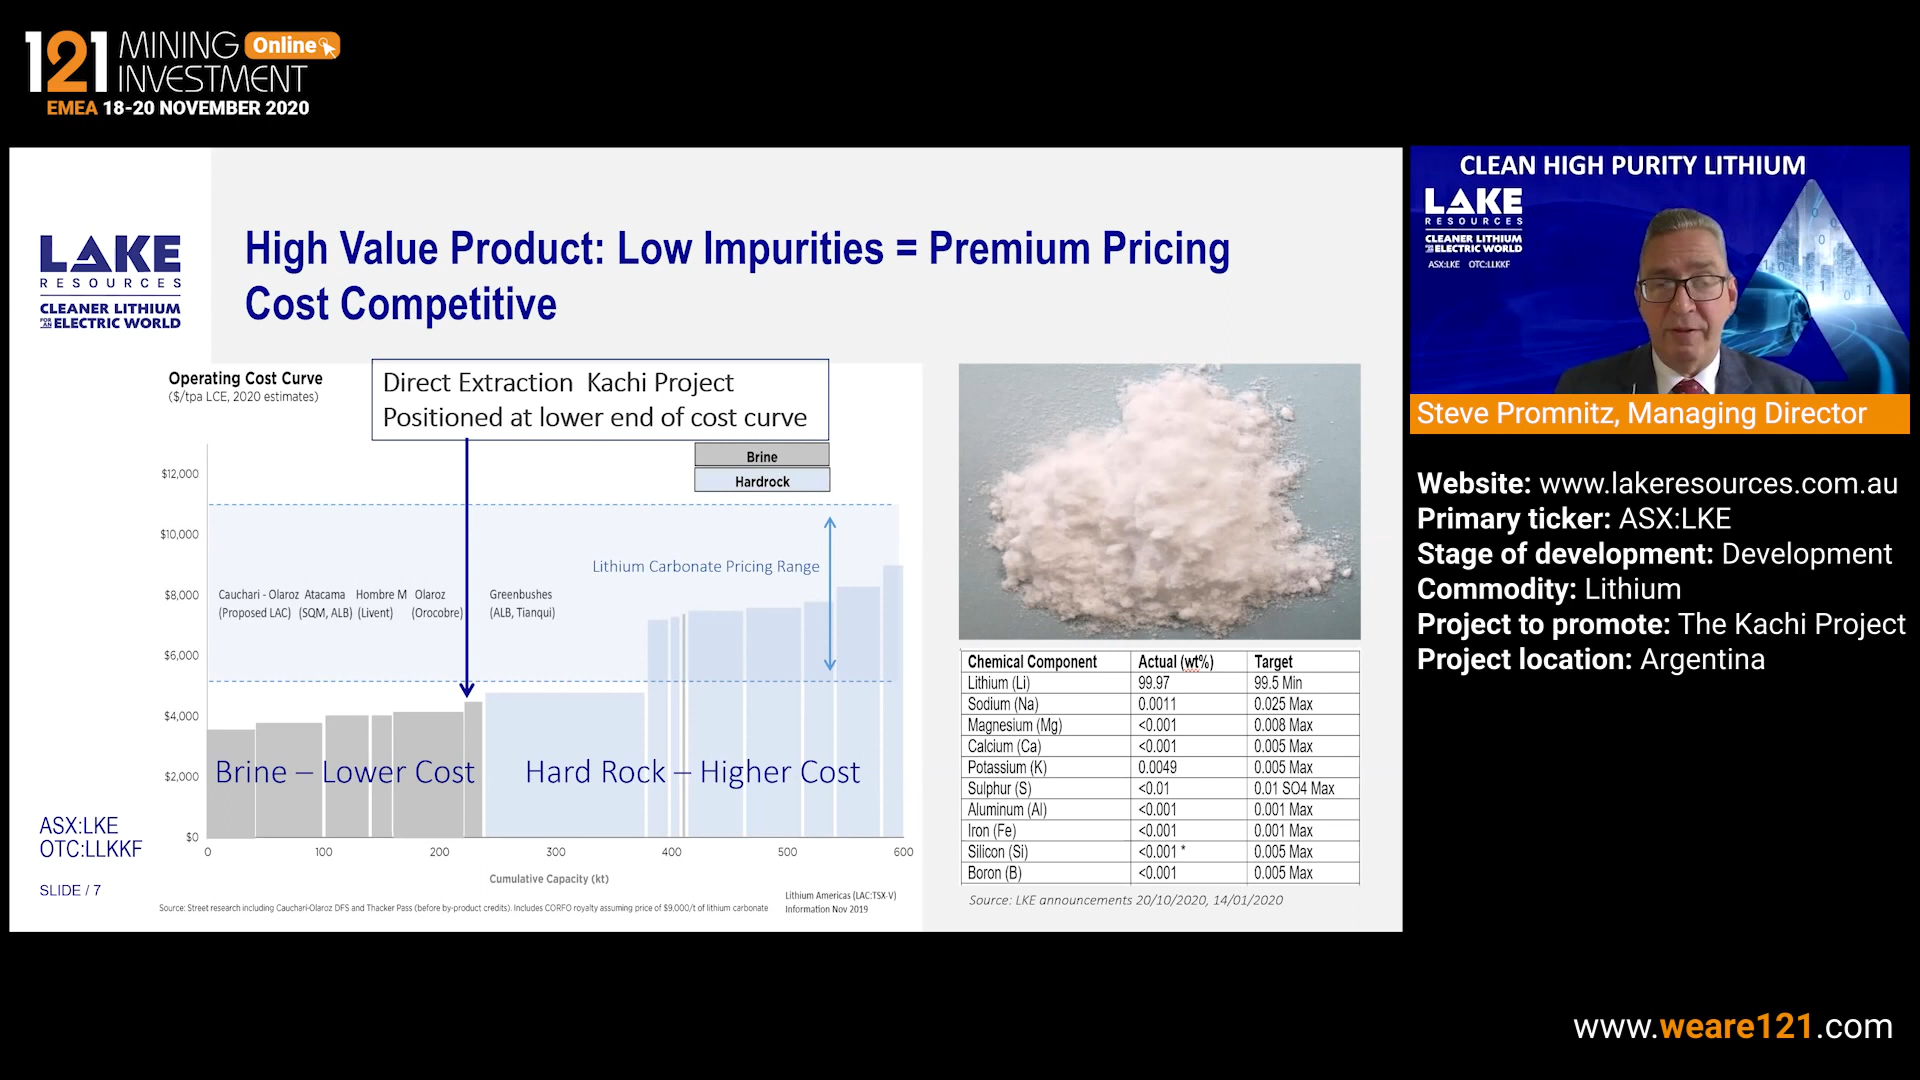 121 MINING Online
INVESTMENT
EMEA 18-20 NOVEMBER 2020
LAKE
RESOURCES
CLEANER LITHIUM
FOR AN ELECTRIC WORLD
High Value Product: Low Impurities = Premium Pricing
Cost Competitive
Operating Cost Curve
($/tpa LCE, 2020 estimates)
Direct Extraction Kachi Project
Positioned at lower end of cost curve
Brine
Hardrock
$12,000
$10,000
$8,000
$6,000
$4,000
$2,000
$0
Lithium Carbonate Pricing Range
Cauchari - Olaroz Atacama Hombre M Olaroz Greenbushes
(Proposed LAC) (SQM, ALB) (Livent) (Orocobre) (ALB, Tianqui)
Brine – Lower Cost Hard Rock – Higher Cost
0 100 200 300 400 500 600
Cumulative Capacity (kt)
Lithium Americas (LAC:TSX-V)
Information Nov 2019
Source: Street research including Cauchari-Olaroz DFS and Thacker Pass (before by-product credits). Includes CORFO royalty assuming price of $9,000/t of lithium carbonate
ASX:LKE
OTC:LLKKF
SLIDE / 7
Chemical Component Actual (wt%) Target
Lithium (Li) 99.97 99.5 Min
Sodium (Na) 0.0011 0.025 Max
Magnesium (Mg) <0.001 0.008 Max
Calcium (Ca) <0.001 0.005 Max
Potassium (K) 0.0049 0.005 Max
Sulphur (S) <0.01 0.01 SO4 Max
Aluminum (Al) <0.001 0.001 Max
Iron (Fe) <0.001 0.001 Max
Silicon (Si) <0.001 * 0.005 Max
Boron (B) <0.001 0.005 Max
Source: LKE announcements 20/10/2020, 14/01/2020
CLEAN HIGH PURITY LITHIUM
LAKE
RESOURCES
CLEANER LITHIUM
FOR AN ELECTRIC WORLD
ASX:LKE OTC:LLKKF
Steve Promnitz, Managing Director
Website: www.lakeresources.com.au
Primary ticker: ASX:LKE
Stage of development: Development
Commodity: Lithium
Project to promote: The Kachi Project
Project location: Argentina
www.weare121.com